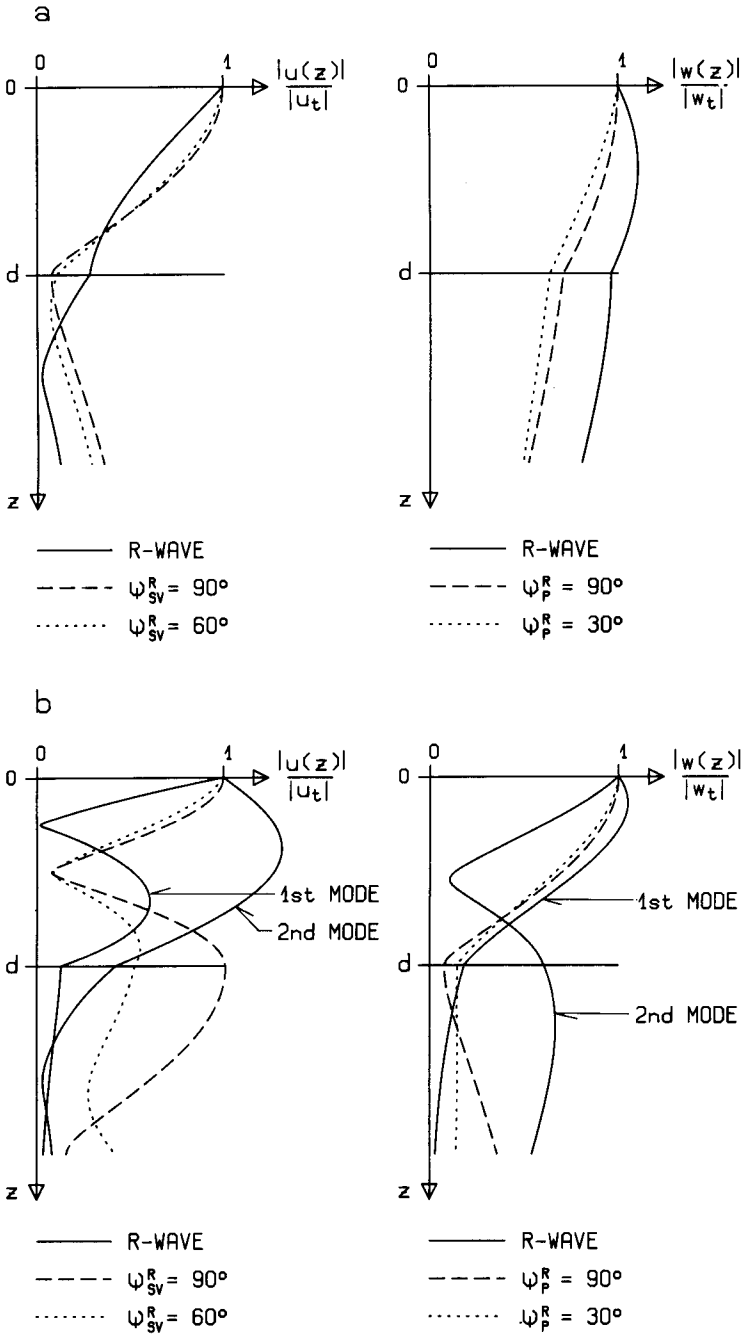 a
0 1 |u(z)| / |u_t|
0
d
z
R-WAVE
ψ^R_SV = 90°
ψ^R_SV = 60°
0 1 |w(z)| / |w_t|
0
d
z
R-WAVE
ψ^R_P = 90°
ψ^R_P = 30°
b
0 1 |u(z)| / |u_t|
0
1st MODE
2nd MODE
d
z
R-WAVE
ψ^R_SV = 90°
ψ^R_SV = 60°
0 1 |w(z)| / |w_t|
0
1st MODE
d
2nd MODE
z
R-WAVE
ψ^R_P = 90°
ψ^R_P = 30°